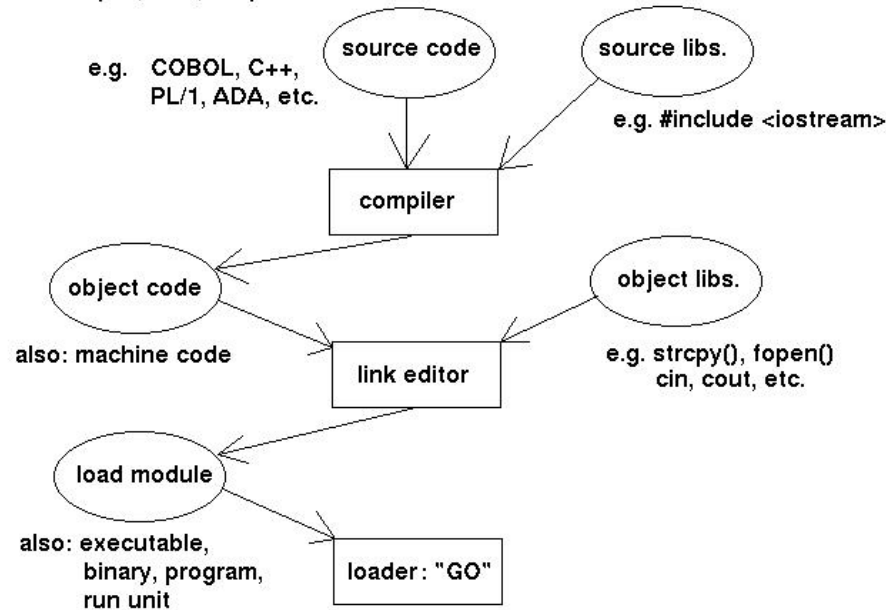 source code
source libs.
e.g. COBOL, C++,
PL/1, ADA, etc.
e.g. #include <iostream>
compiler
object code
object libs.
also: machine code
e.g. strcpy(), fopen()
cin, cout, etc.
link editor
load module
also: executable,
binary, program,
run unit
loader: "GO"